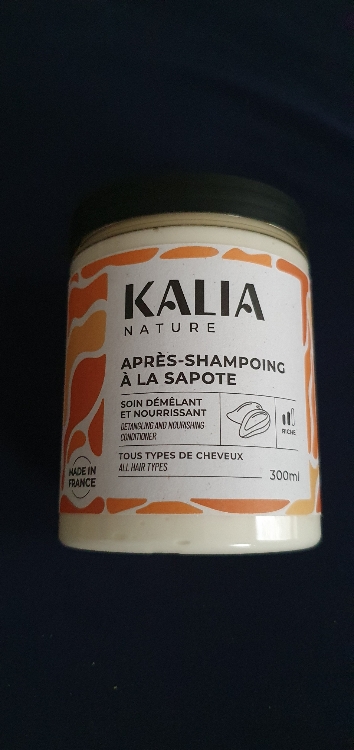 KALIA
NATURE
APRÈS-SHAMPOING
À LA SAPOTE
SOIN DÉMÊLANT
ET NOURRISSANT
DETANGLING AND NOURISHING
CONDITIONER
RICHE
TOUS TYPES DE CHEVEUX
ALL HAIR TYPES
300ml
MADE IN
FRANCE